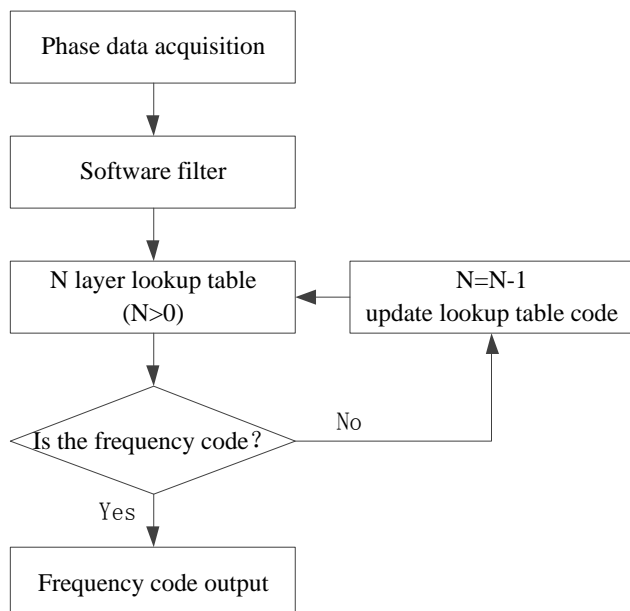 Phase data acquisition
Software filter
N layer lookup table
(N>0)
N=N-1
update lookup table code
Is the frequency code？
No
Yes
Frequency code output